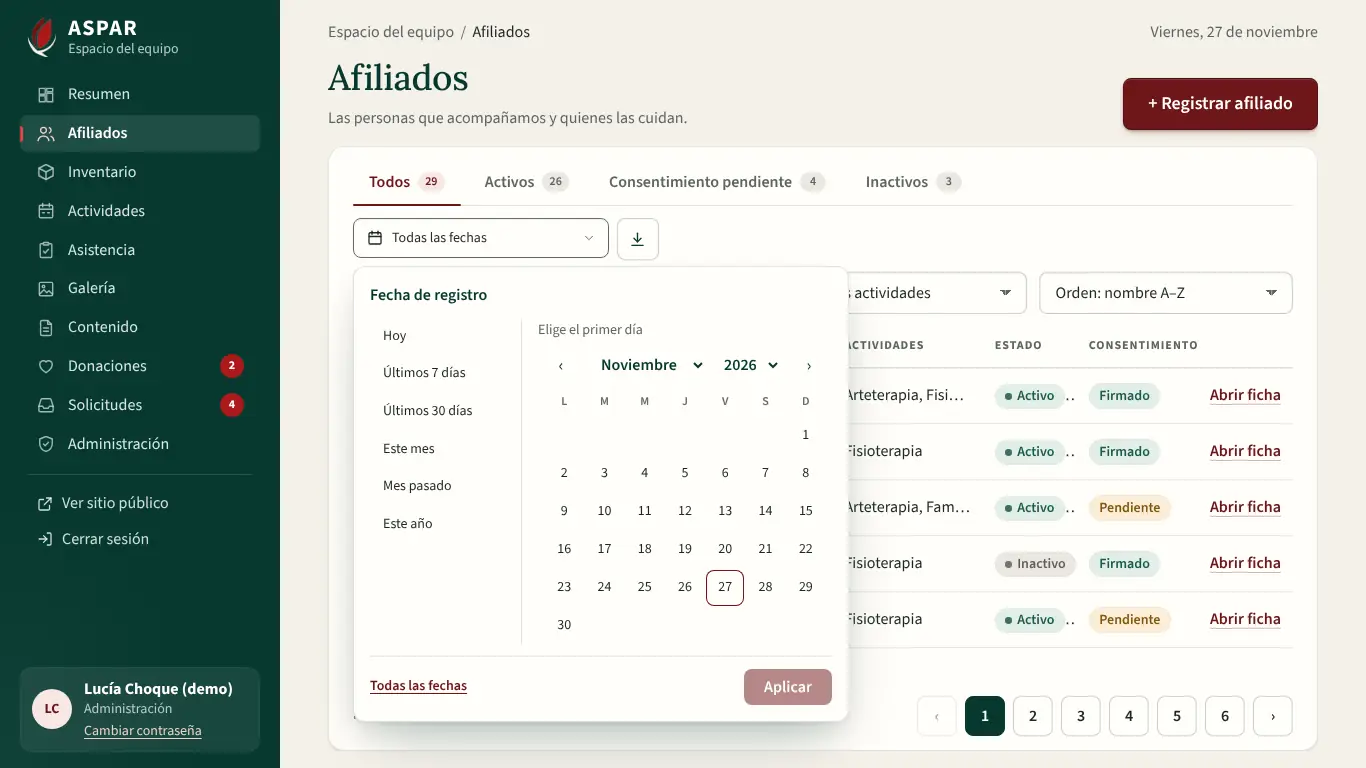 ASPAR
Espacio del equipo
Resumen
Afiliados
Inventario
Actividades
Asistencia
Galería
Contenido
Donaciones 2
Solicitudes 4
Administración
Ver sitio público
Cerrar sesión
LC
Lucía Choque (demo)
Administración
Cambiar contraseña
Espacio del equipo / Afiliados
Viernes, 27 de noviembre
Afiliados
Las personas que acompañamos y quienes las cuidan.
+ Registrar afiliado
Todos 29 Activos 26 Consentimiento pendiente 4 Inactivos 3
Todas las fechas
Fecha de registro
Hoy
Últimos 7 días
Últimos 30 días
Este mes
Mes pasado
Este año
Elige el primer día
‹ Noviembre 2026 ›
L M M J V S D
1
2 3 4 5 6 7 8
9 10 11 12 13 14 15
16 17 18 19 20 21 22
23 24 25 26 27 28 29
30
Todas las fechas
Aplicar
actividades
Orden: nombre A–Z
ACTIVIDADES ESTADO CONSENTIMIENTO
Arteterapia, Fisi… Activo .. Firmado Abrir ficha
Fisioterapia Activo .. Firmado Abrir ficha
Arteterapia, Fam… Activo .. Pendiente Abrir ficha
Fisioterapia Inactivo Firmado Abrir ficha
Fisioterapia Activo .. Pendiente Abrir ficha
‹ 1 2 3 4 5 6 ›